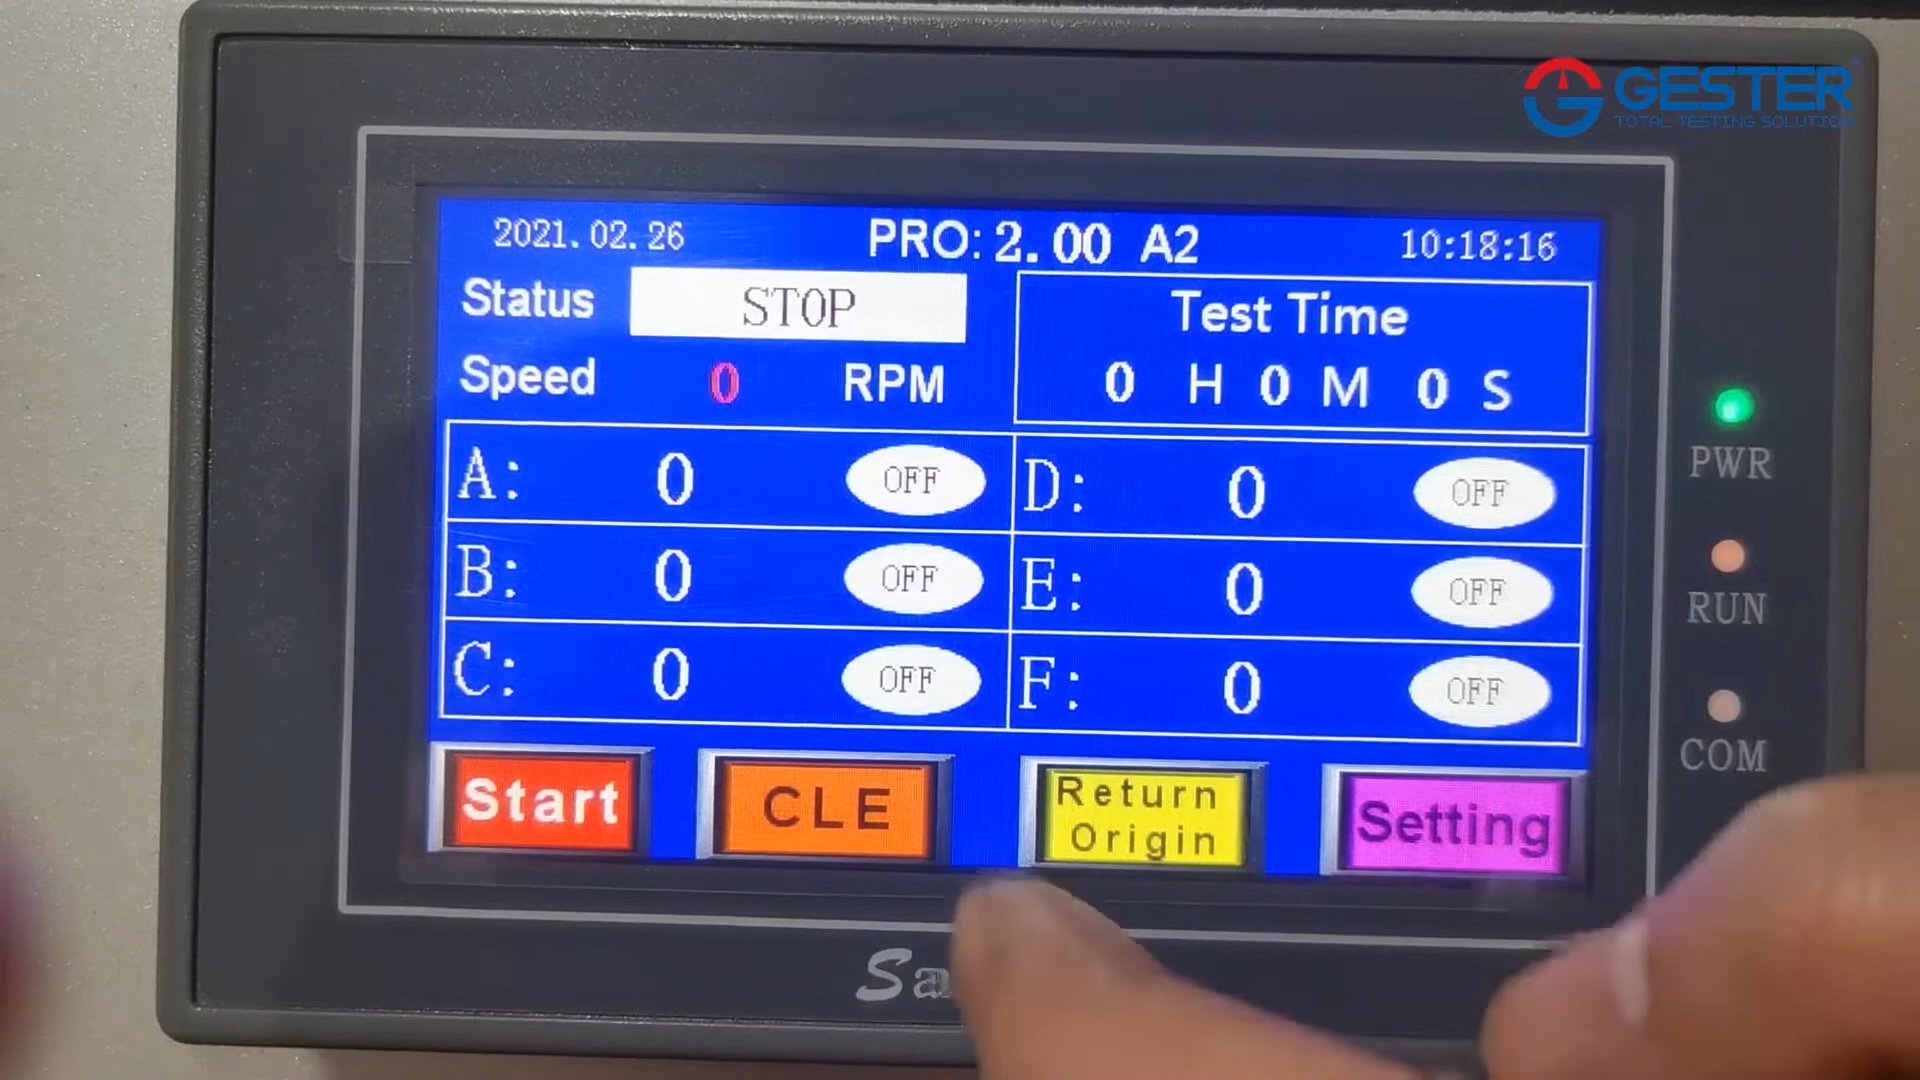 GESTER
TOTAL TESTING SOLUTION
2021.02.26 PRO: 2.00 A2 10:18:16
Status STOP
Test Time
Speed 0 RPM
0 H 0 M 0 S
A: 0 OFF
D: 0 OFF
B: 0 OFF
E: 0 OFF
C: 0 OFF
F: 0 OFF
Start
CLE
Return
Origin
Setting
PWR
RUN
COM